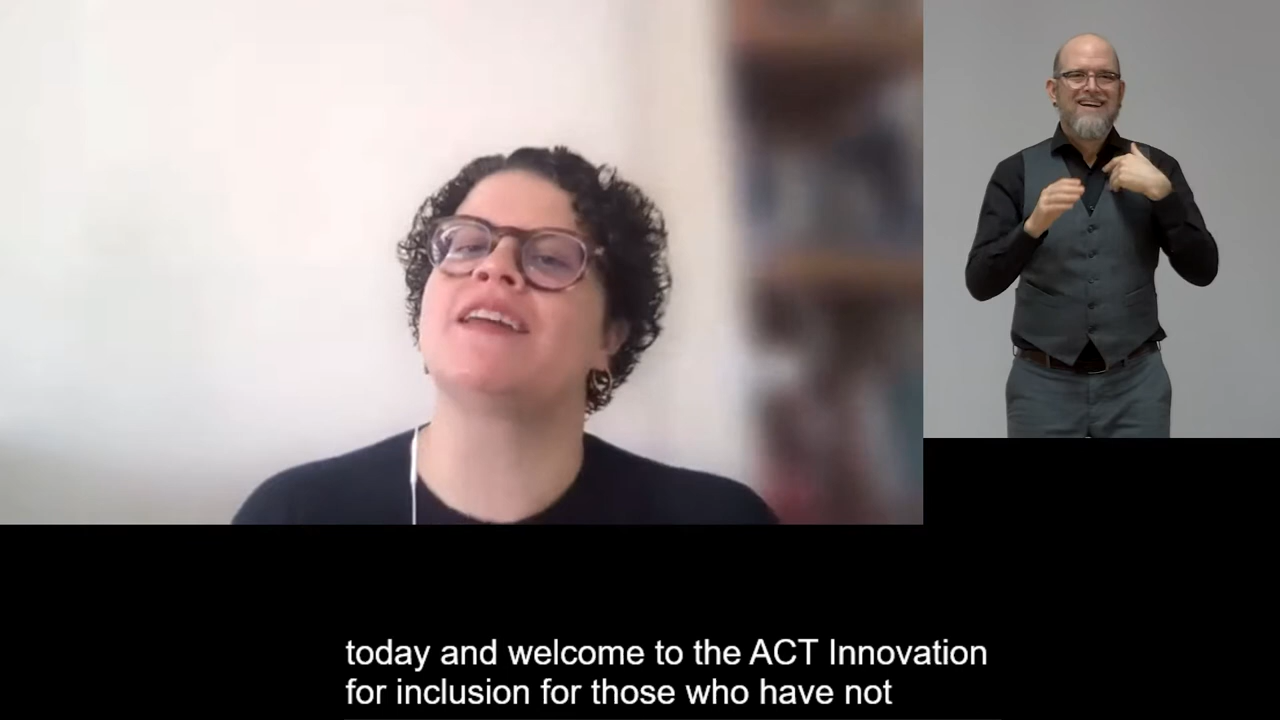 today and welcome to the ACT Innovation
for inclusion for those who have not